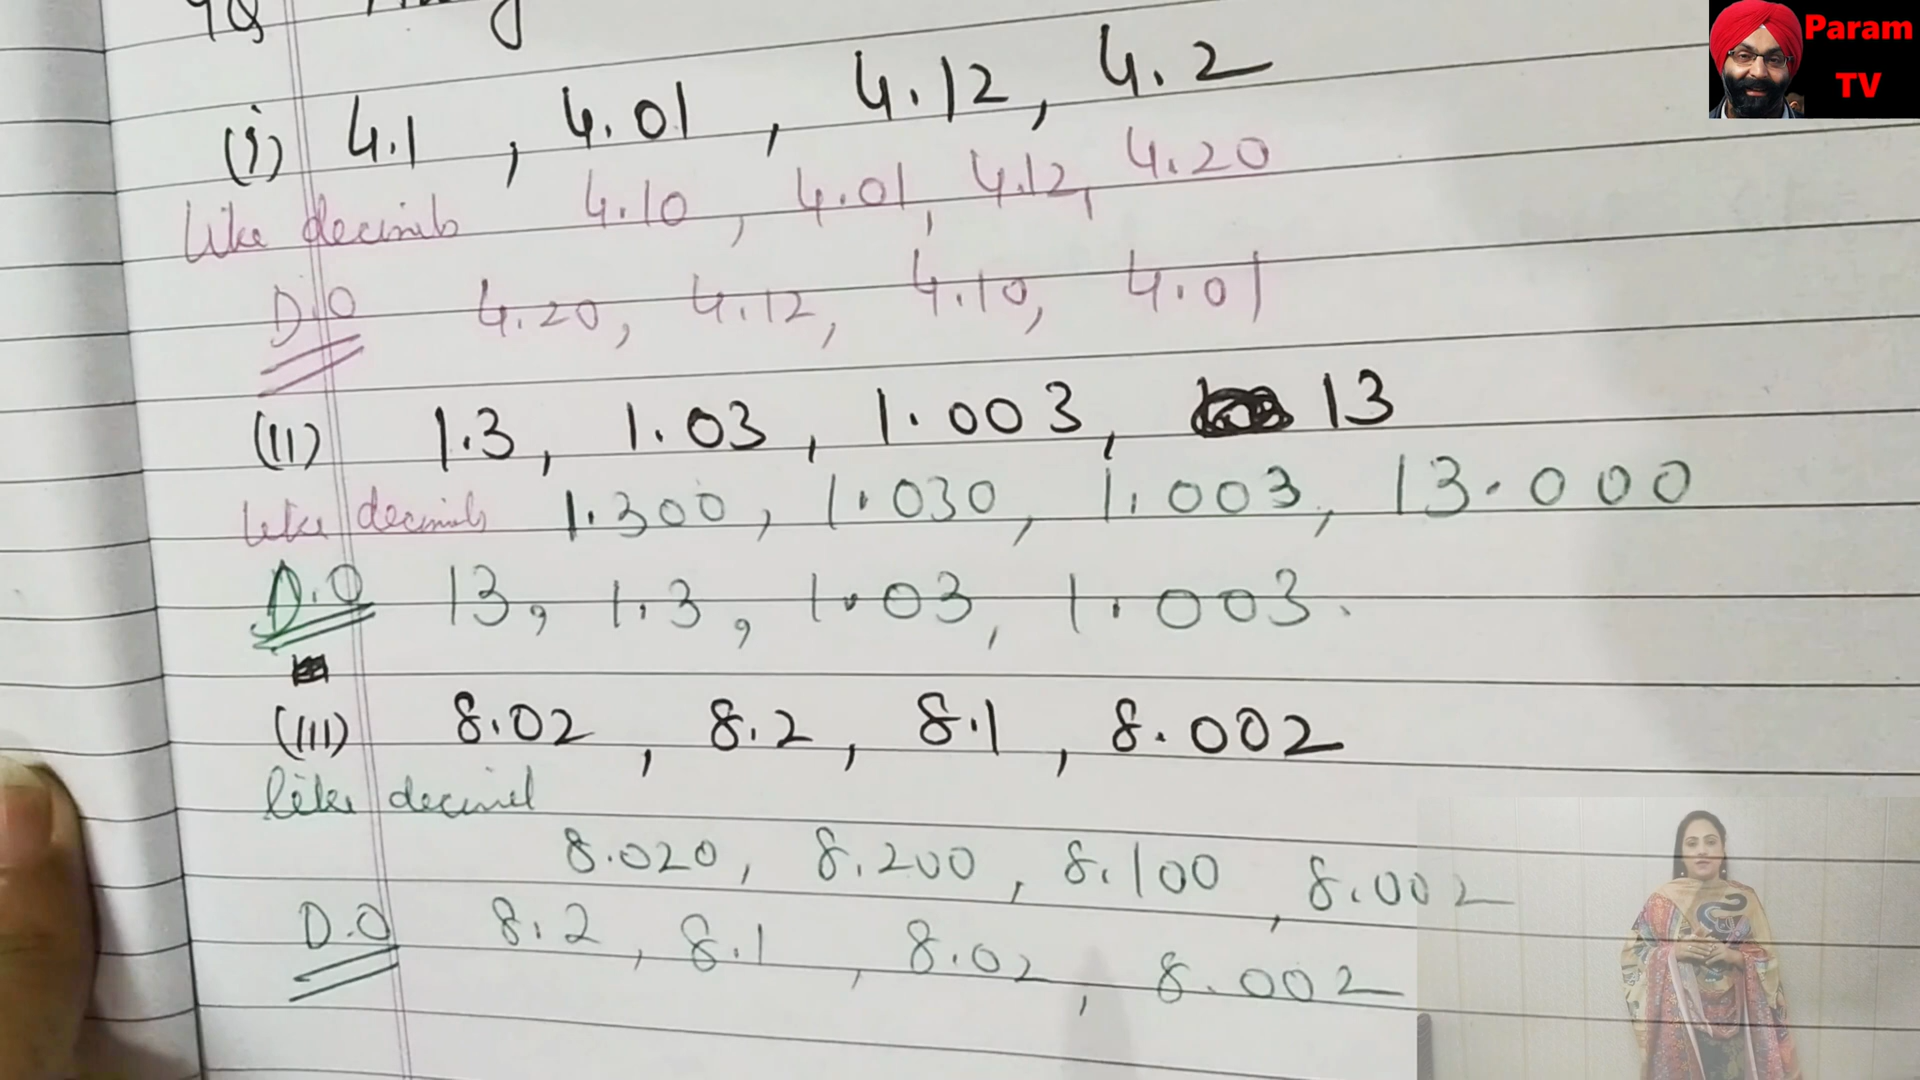 (i) 4.1 , 4.01 , 4.12, 4.2
like decimls 4.10 , 4.01, 4.12, 4.20
D.O 4.20, 4.12, 4.10, 4.01
(II) 1.3, 1.03, 1.003, 13
like decimls 1.300, 1.030, 1.003, 13.000
D.O 13, 1.3, 1.03, 1.003.
(III) 8.02 , 8.2 , 8.1 , 8.002
like deciml
8.020, 8.200 , 8.100 , 8.002
D.O 8.2 , 8.1 , 8.02 , 8.002
Param
TV